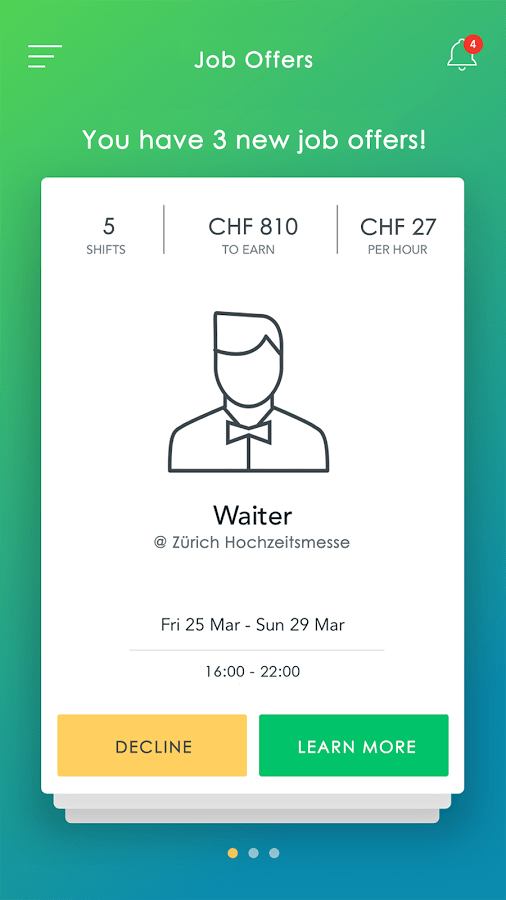 Job Offers
4
You have 3 new job offers!
5
SHIFTS
CHF 810
TO EARN
CHF 27
PER HOUR
Waiter
@ Zürich Hochzeitsmesse
Fri 25 Mar - Sun 29 Mar
16:00 - 22:00
DECLINE
LEARN MORE